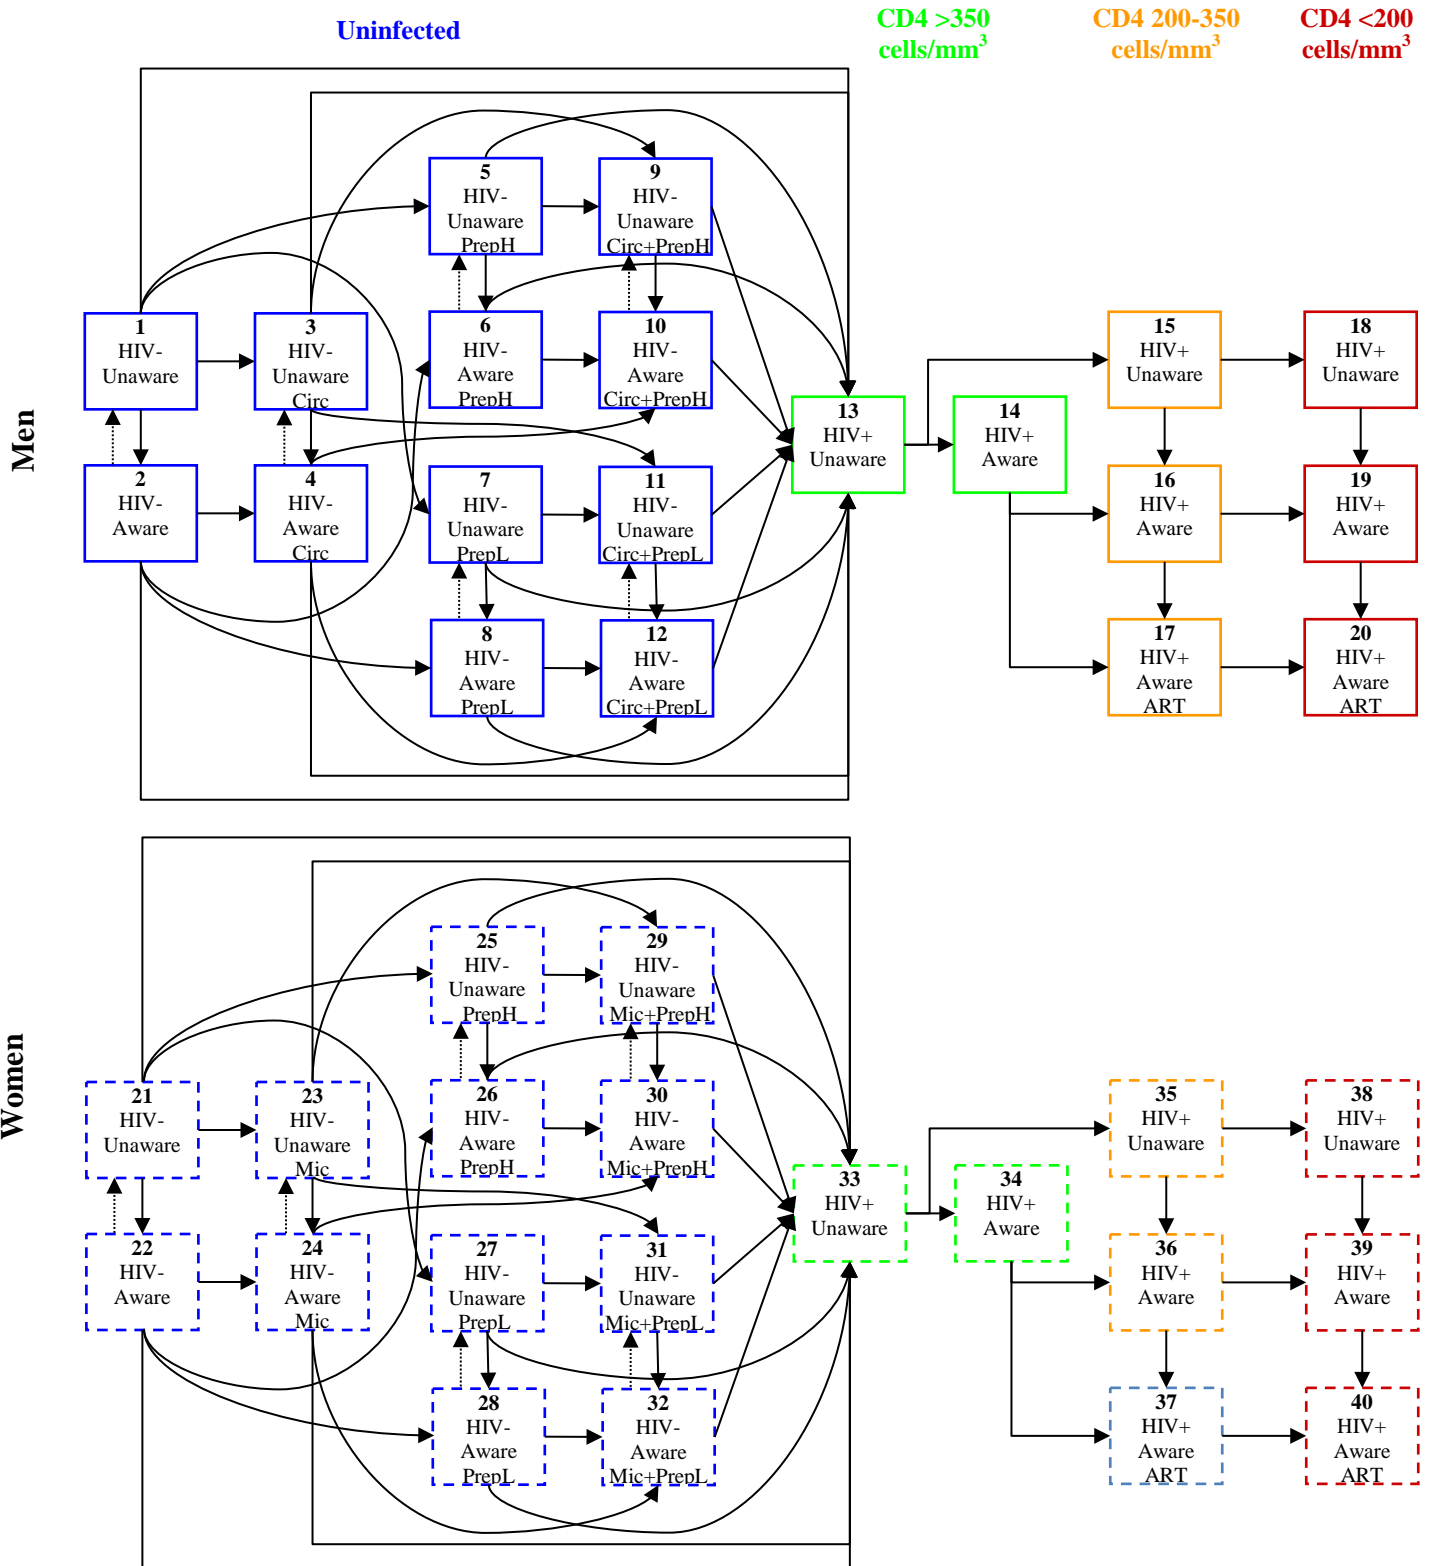 Uninfected
CD4 >350
cells/mm³
CD4 200-350
cells/mm³
CD4 <200
cells/mm³
Men
1
HIV-
Unaware
2
HIV-
Aware
3
HIV-
Unaware
Circ
4
HIV-
Aware
Circ
5
HIV-
Unaware
PrepH
6
HIV-
Aware
PrepH
7
HIV-
Unaware
PrepL
8
HIV-
Aware
PrepL
9
HIV-
Unaware
Circ+PrepH
10
HIV-
Aware
Circ+PrepH
11
HIV-
Unaware
Circ+PrepL
12
HIV-
Aware
Circ+PrepL
13
HIV+
Unaware
14
HIV+
Aware
15
HIV+
Unaware
16
HIV+
Aware
17
HIV+
Aware
ART
18
HIV+
Unaware
19
HIV+
Aware
20
HIV+
Aware
ART
Women
21
HIV-
Unaware
22
HIV-
Aware
23
HIV-
Unaware
Mic
24
HIV-
Aware
Mic
25
HIV-
Unaware
PrepH
26
HIV-
Aware
PrepH
27
HIV-
Unaware
PrepL
28
HIV-
Aware
PrepL
29
HIV-
Unaware
Mic+PrepH
30
HIV-
Aware
Mic+PrepH
31
HIV-
Unaware
Mic+PrepL
32
HIV-
Aware
Mic+PrepL
33
HIV+
Unaware
34
HIV+
Aware
35
HIV+
Unaware
36
HIV+
Aware
37
HIV+
Aware
ART
38
HIV+
Unaware
39
HIV+
Aware
40
HIV+
Aware
ART